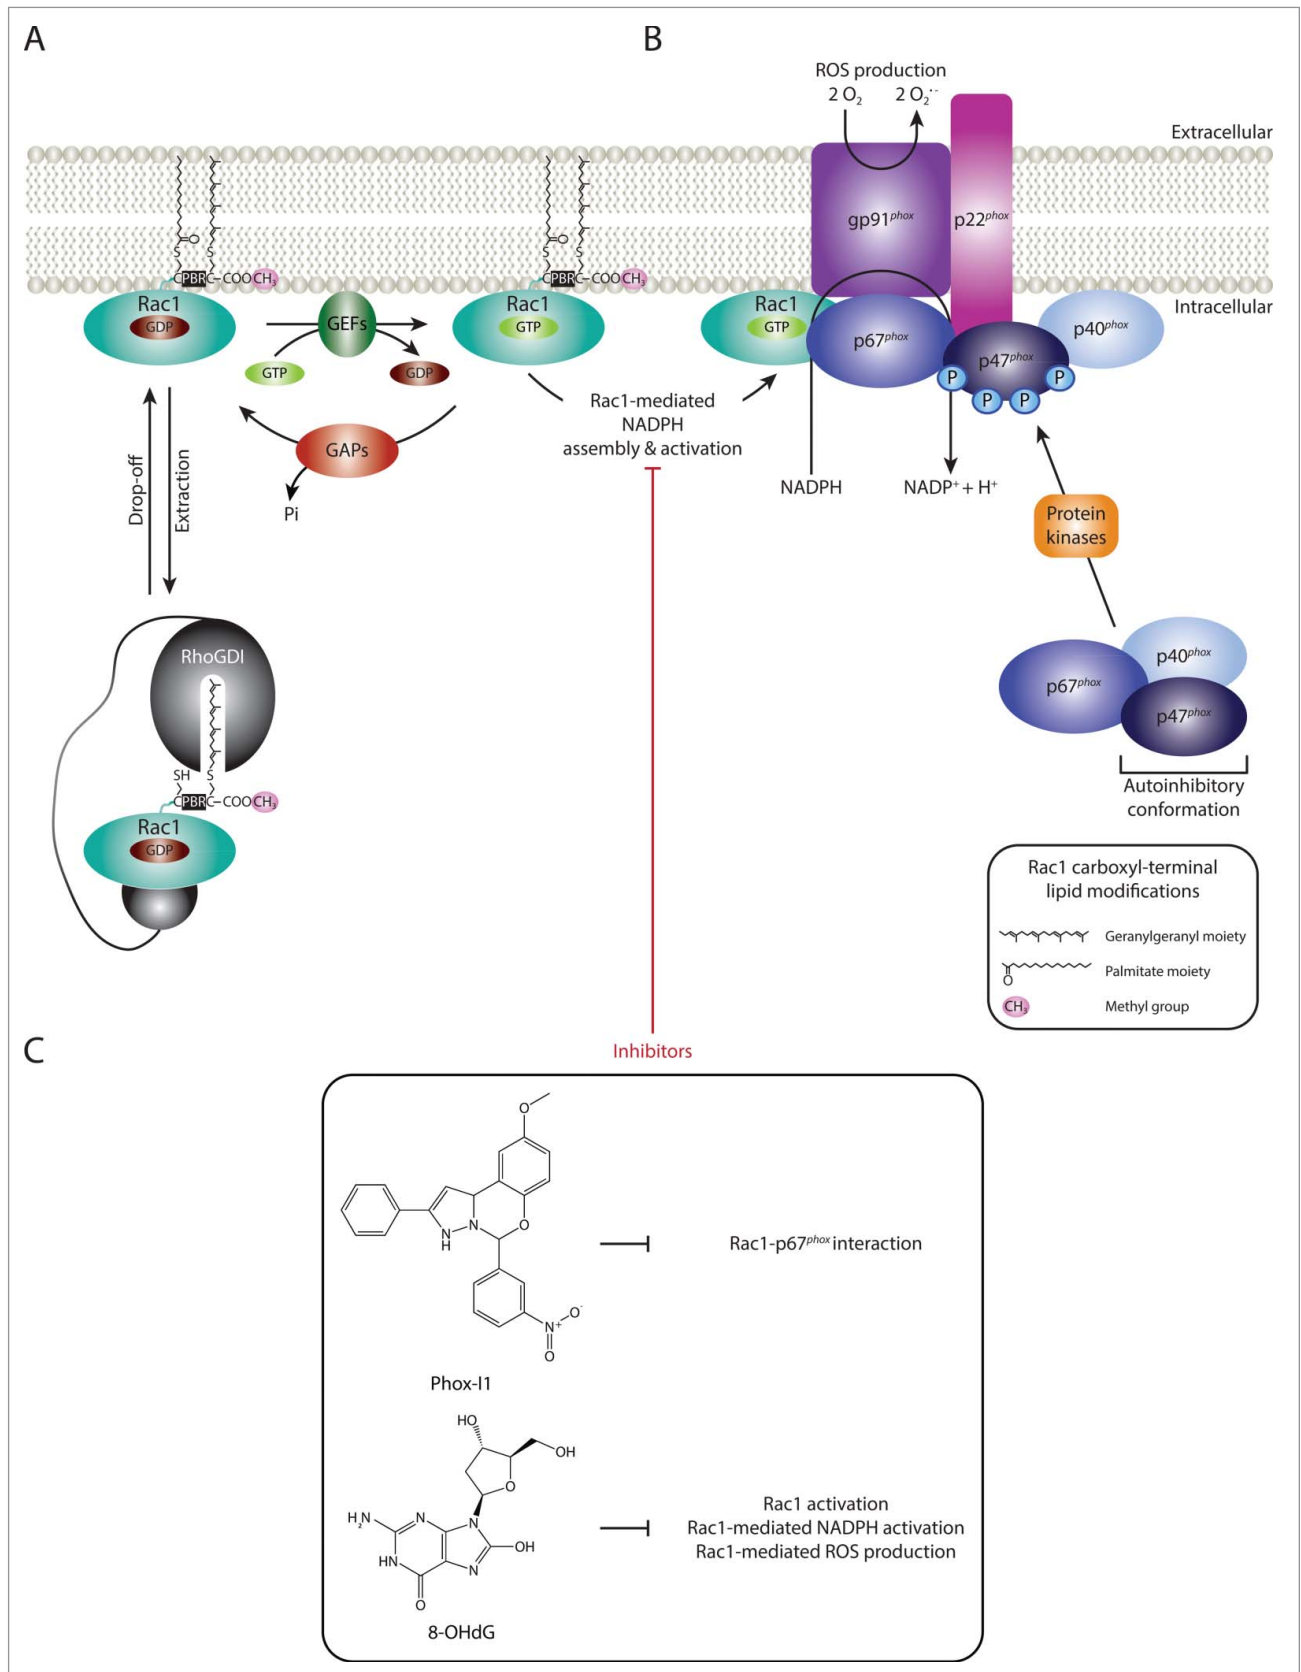 A
B
ROS production
2 O2 2 O2··
Extracellular
gp91phox
p22phox
O
S S
CPBRC–COOCH3
Rac1
GDP
GEFs
GTP
GDP
O
S S
CPBRC–COOCH3
Rac1
GTP
Rac1
GTP
p67phox
p47phox
p40phox
Intracellular
P P P P
Rac1-mediated
NADPH
assembly & activation
GAPs
Pi
Drop-off
Extraction
NADPH
NADP+ + H+
Protein
kinases
RhoGDI
SH S
CPBRC–COOCH3
Rac1
GDP
p67phox
p40phox
p47phox
Autoinhibitory
conformation
Rac1 carboxyl-terminal
lipid modifications
Geranylgeranyl moiety
O
Palmitate moiety
CH3 Methyl group
C
Inhibitors
O
N N O
H
N+ O-
O
Phox-I1
Rac1-p67phox interaction
HO
OH
O
H2N N N
HN N OH
O
8-OHdG
Rac1 activation
Rac1-mediated NADPH activation
Rac1-mediated ROS production